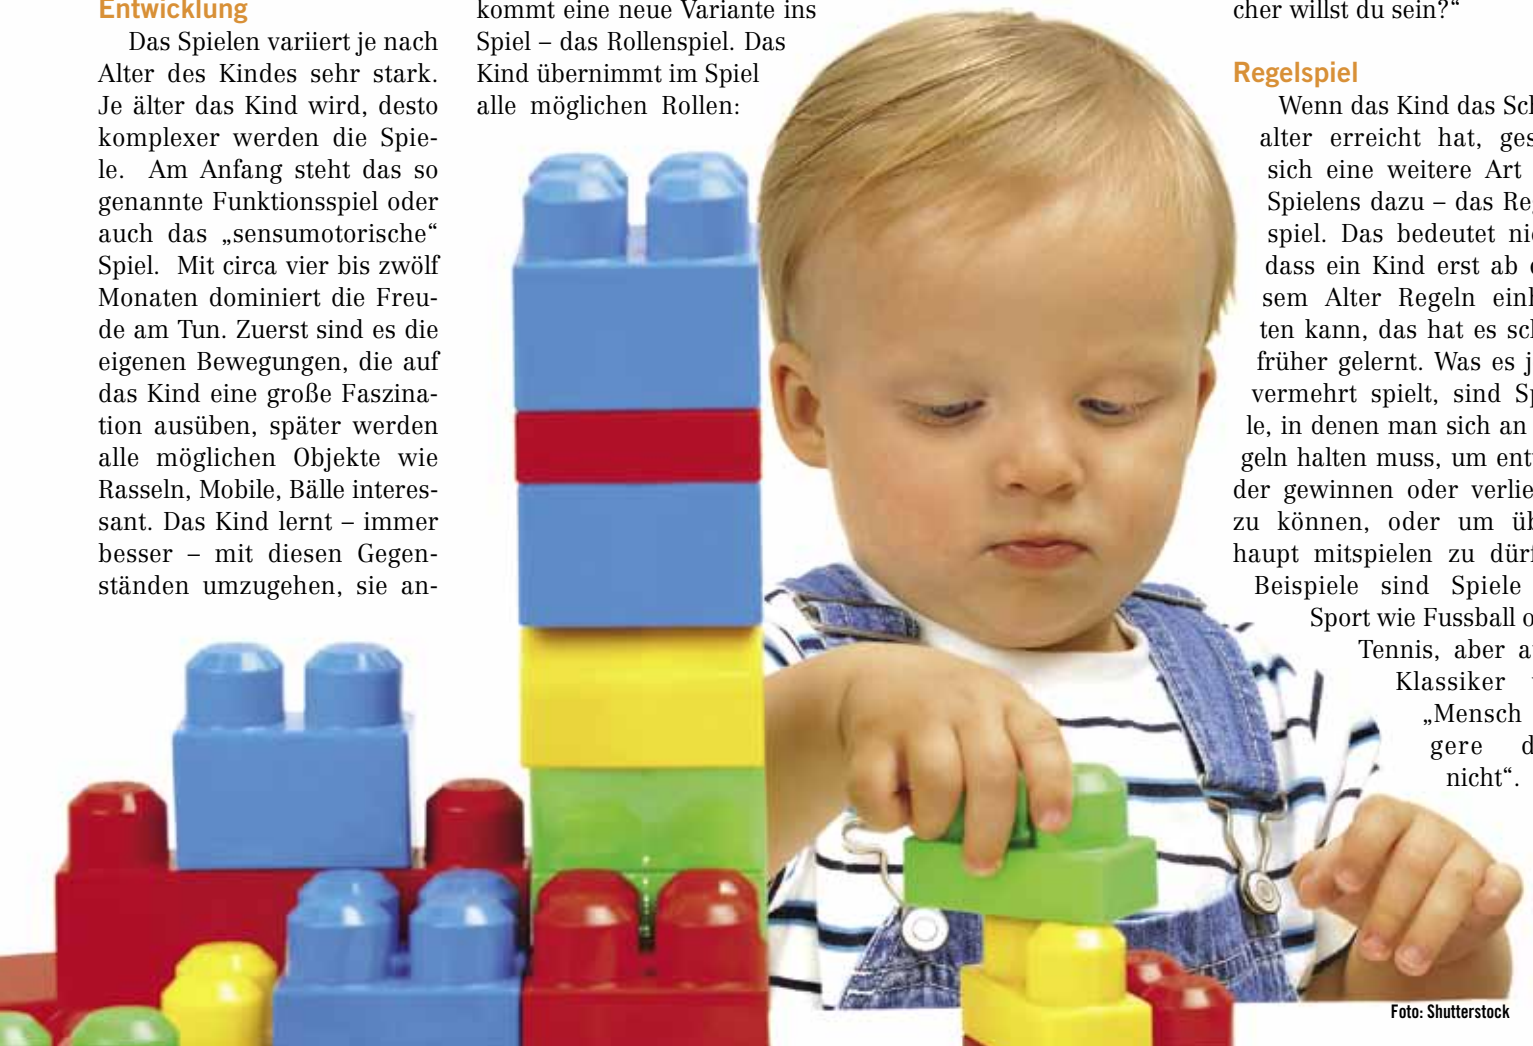 Entwicklung
Das Spielen variiert je nach
Alter des Kindes sehr stark.
Je älter das Kind wird, desto
komplexer werden die Spie-
le. Am Anfang steht das so
genannte Funktionsspiel oder
auch das „sensumotorische“
Spiel. Mit circa vier bis zwölf
Monaten dominiert die Freu-
de am Tun. Zuerst sind es die
eigenen Bewegungen, die auf
das Kind eine große Faszina-
tion ausüben, später werden
alle möglichen Objekte wie
Rasseln, Mobile, Bälle interes-
sant. Das Kind lernt – immer
besser – mit diesen Gegen-
ständen umzugehen, sie an-
kommt eine neue Variante ins
Spiel – das Rollenspiel. Das
Kind übernimmt im Spiel
alle möglichen Rollen:
cher willst du sein?“
Regelspiel
Wenn das Kind das
alter erreicht hat,
sich eine weitere Art
Spielens dazu – das
spiel. Das bedeutet
dass ein Kind erst ab
sem Alter Regeln
ten kann, das hat es
früher gelernt. Was es
vermehrt spielt, sind
le, in denen man sich an
geln halten muss, um
der gewinnen oder
zu können, oder um
haupt mitspielen zu
Beispiele sind Spiele
Sport wie Fussball
Tennis, aber
Klassiker
„Mensch
gere
nicht“.
Foto: Shutterstock